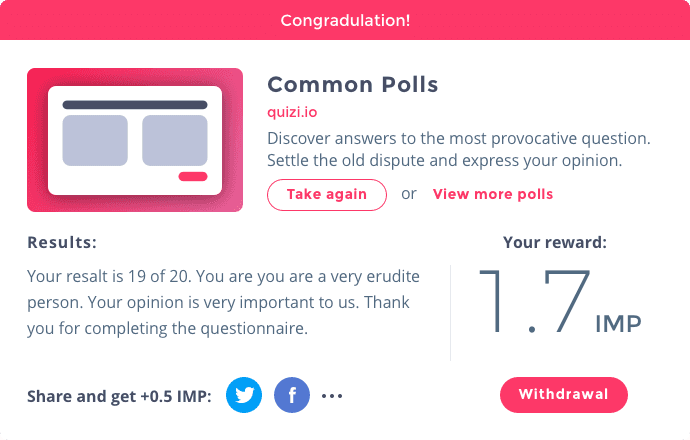 Congradulation!
Common Polls
quizi.io
Discover answers to the most provocative question.
Settle the old dispute and express your opinion.
Take again or View more polls
Results:
Your resalt is 19 of 20. You are you are a very erudite
person. Your opinion is very important to us. Thank
you for completing the questionnaire.
Your reward:
1.7 IMP
Share and get +0.5 IMP:
f
Withdrawal